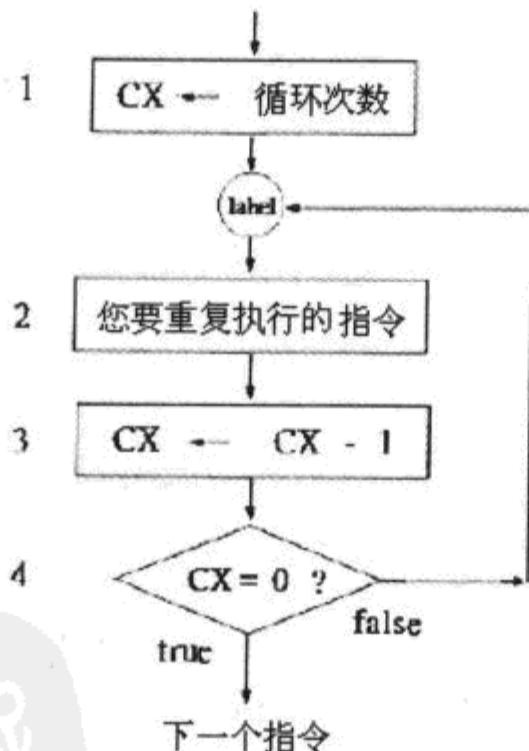 1
CX ← 循环次数
label
2
您要重复执行的指令
3
CX ← CX - 1
4
CX = 0 ?
false
true
下一个指令